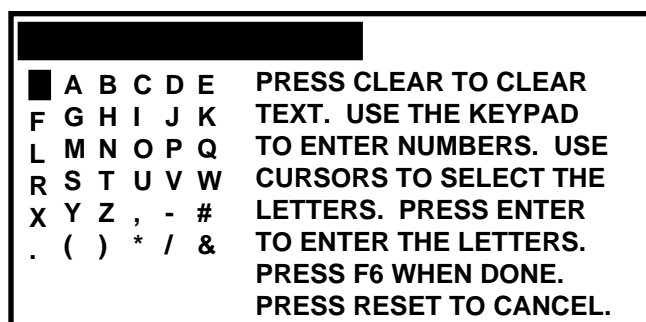 A B C D E PRESS CLEAR TO CLEAR
F G H I J K TEXT. USE THE KEYPAD
L M N O P Q TO ENTER NUMBERS. USE
R S T U V W CURSORS TO SELECT THE
X Y Z , - # LETTERS. PRESS ENTER
. ( ) * / & TO ENTER THE LETTERS.
PRESS F6 WHEN DONE.
PRESS RESET TO CANCEL.